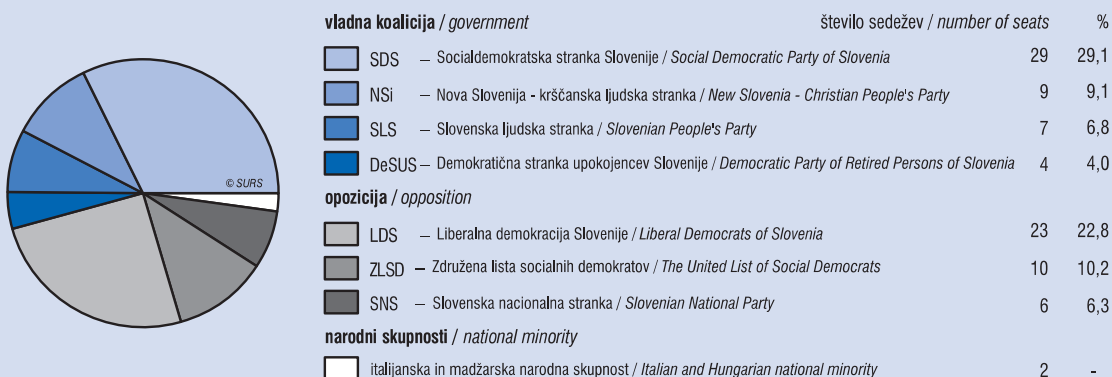 vladna koalicija / government število sedežev / number of seats %
SDS – Socialdemokratska stranka Slovenije / Social Democratic Party of Slovenia 29 29,1
NSi – Nova Slovenija - krščanska ljudska stranka / New Slovenia - Christian People's Party 9 9,1
SLS – Slovenska ljudska stranka / Slovenian People's Party 7 6,8
DeSUS – Demokratična stranka upokojencev Slovenije / Democratic Party of Retired Persons of Slovenia 4 4,0
© SURS
opozicija / opposition
LDS – Liberalna demokracija Slovenije / Liberal Democrats of Slovenia 23 22,8
ZLSD – Združena lista socialnih demokratov / The United List of Social Democrats 10 10,2
SNS – Slovenska nacionalna stranka / Slovenian National Party 6 6,3
narodni skupnosti / national minority
italijanska in madžarska narodna skupnost / Italian and Hungarian national minority 2 -